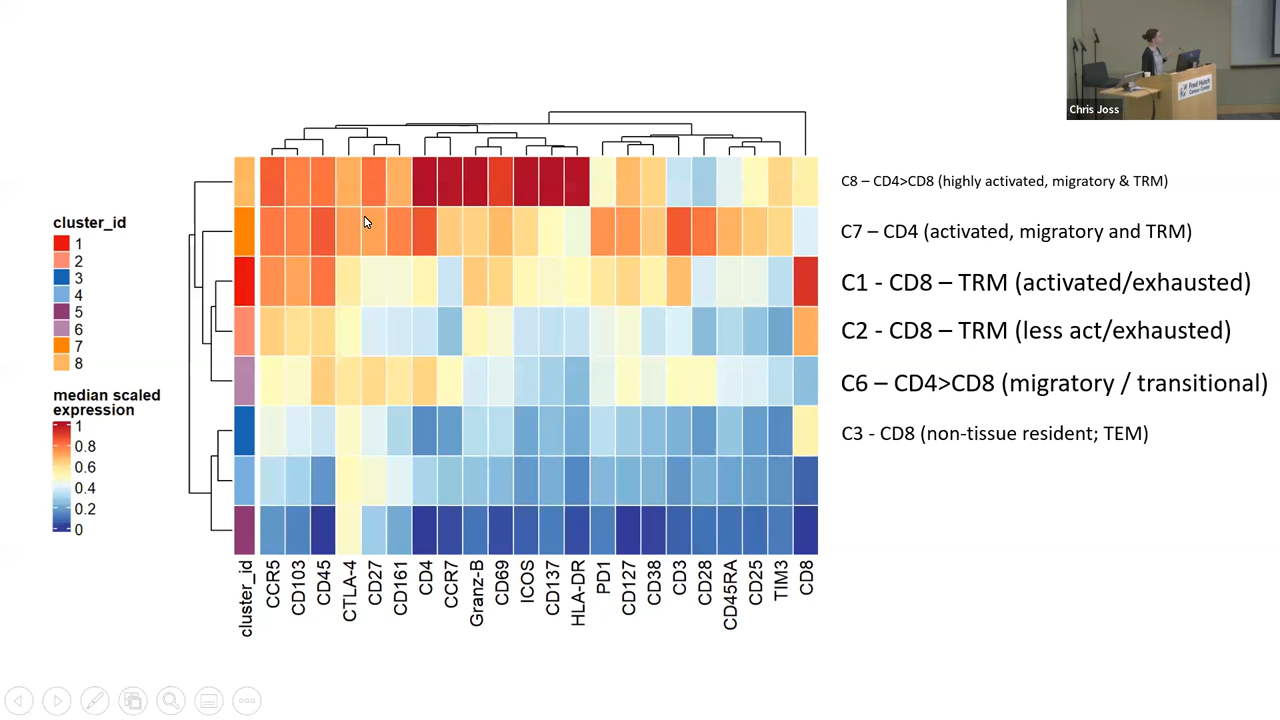 Fred Hutch
Cancer Center
Chris Joss
C8 – CD4>CD8 (highly activated, migratory & TRM)
C7 – CD4 (activated, migratory and TRM)
C1 - CD8 – TRM (activated/exhausted)
C2 - CD8 – TRM (less act/exhausted)
C6 – CD4>CD8 (migratory / transitional)
C3 - CD8 (non-tissue resident; TEM)
cluster_id
1
2
3
4
5
6
7
8
median scaled
expression
1
0.8
0.6
0.4
0.2
0
cluster_id
CCR5
CD103
CD45
CTLA-4
CD27
CD161
CD4
CCR7
Granz-B
CD69
ICOS
CD137
HLA-DR
PD1
CD127
CD38
CD3
CD28
CD45RA
CD25
TIM3
CD8